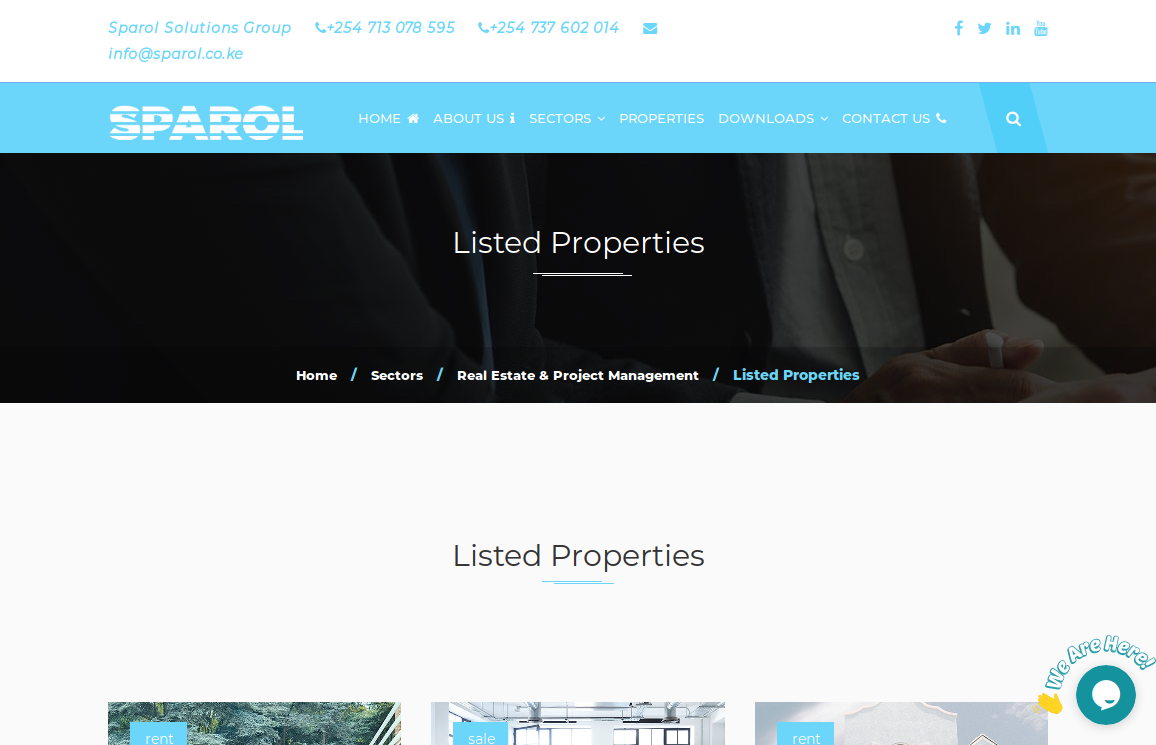 Sparol Solutions Group +254 713 078 595 +254 737 602 014
info@sparol.co.ke
SPAROL
HOME ABOUT US SECTORS PROPERTIES DOWNLOADS CONTACT US
Listed Properties
Home / Sectors / Real Estate & Project Management / Listed Properties
Listed Properties
We Are Here!
rent sale rent